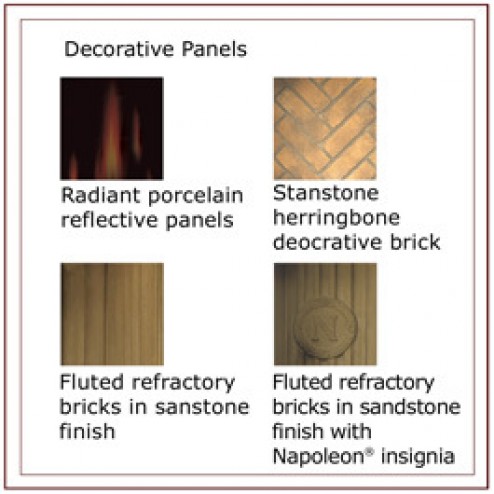 Decorative Panels
Radiant porcelain
reflective panels
Stanstone
herringbone
deocrative brick
Fluted refractory
bricks in sanstone
finish
Fluted refractory
bricks in sandstone
finish with
Napoleon® insignia
N